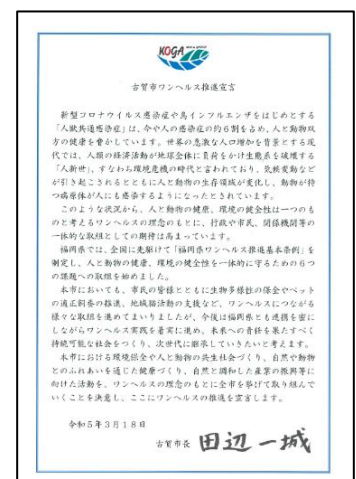 KOGA
古賀市ワンヘルス推進宣言
新型コロナウイルス感染症や鳥インフルエンザをはじめとする
「人獣共通感染症」は、今や人の感染症の約6割を占め、人と動物双
方の健康を脅かしています。世界の急激な人口増加を背景とする現
代では、人類の経済活動が地球全体に負荷をかけ生態系を破壊する
「人新世」、すなわち環境危機の時代と言われており、気候変動など
が引き起こされるとともに人と動物の生存領域が変化し、動物が持
つ病原体が人にも感染するようになったとされています。
このような状況から、人と動物の健康、環境の健全性は一つのも
のと考えるワンヘルスの理念のもとに、行政や市民、関係機関等の
一体的な取組としての期待は高まっています。
福岡県では、全国に先駆けて「福岡県ワンヘルス推進基本条例」を
制定し、人と動物の健康、環境の健全性を一体的に守るための6つ
の課題への取組を始めました。
本市においても、市民の皆様とともに生物多様性の保全やペット
の適正飼養の推進、地域猫活動の支援など、ワンヘルスにつながる
様々な取組を進めてまいりましたが、今後は福岡県とも連携を密に
しながらワンヘルス実践を着実に進め、未来への責任を果たすべく
持続可能な社会をつくり、次世代に継承していきたいと考えます。
本市における環境保全や人と動物の共生社会づくり、自然や動物
とのふれあいを通じた健康づくり、自然と調和した産業の振興等に
向けた活動を、ワンヘルスの理念のもとに全市を挙げて取り組んで
いくことを決意し、ここにワンヘルスの推進を宣言します。
令和5年3月18日
古賀市長 田辺一城